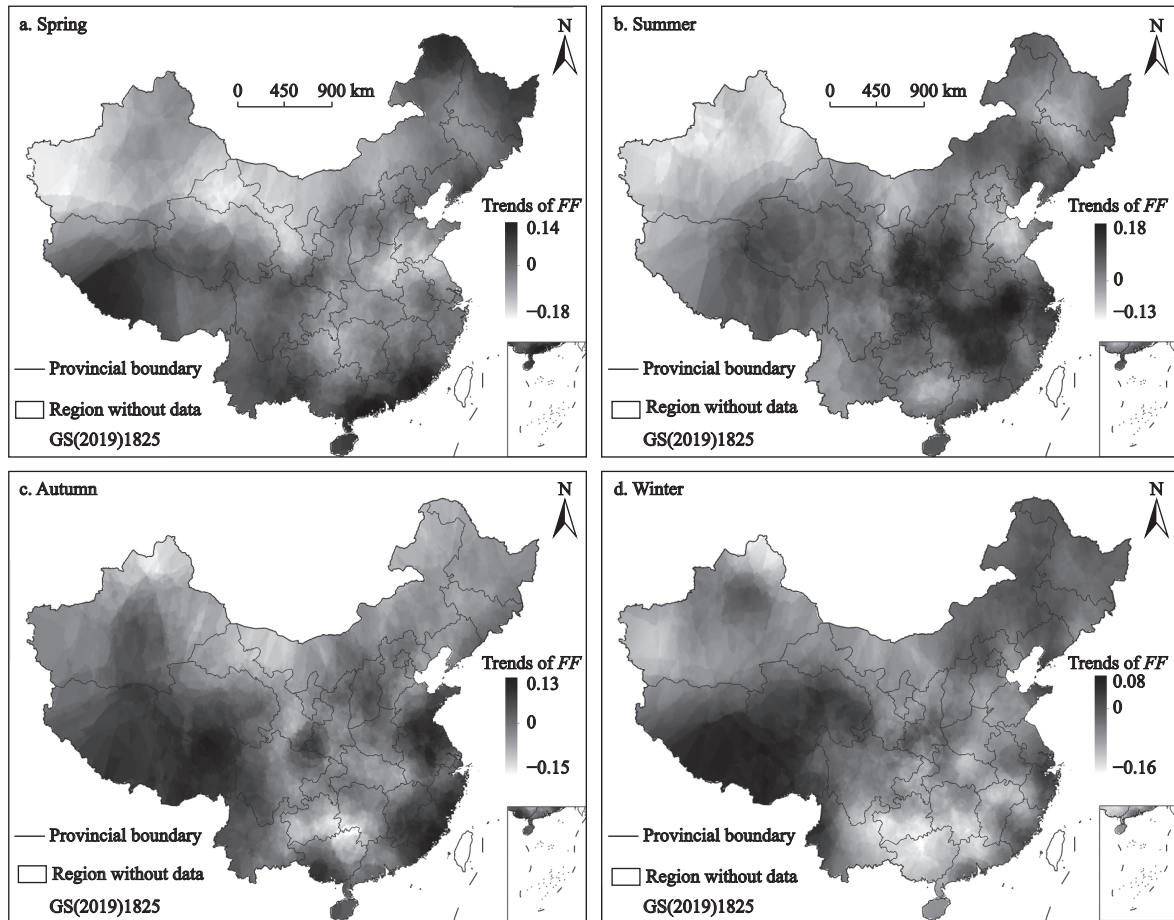 a. Spring
N
0 450 900 km
Trends of FF
0.14
0
−0.18
Provincial boundary
Region without data
GS(2019)1825
b. Summer
N
0 450 900 km
Trends of FF
0.18
0
−0.13
Provincial boundary
Region without data
GS(2019)1825
c. Autumn
N
Trends of FF
0.13
0
−0.15
Provincial boundary
Region without data
GS(2019)1825
d. Winter
N
Trends of FF
0.08
0
−0.16
Provincial boundary
Region without data
GS(2019)1825